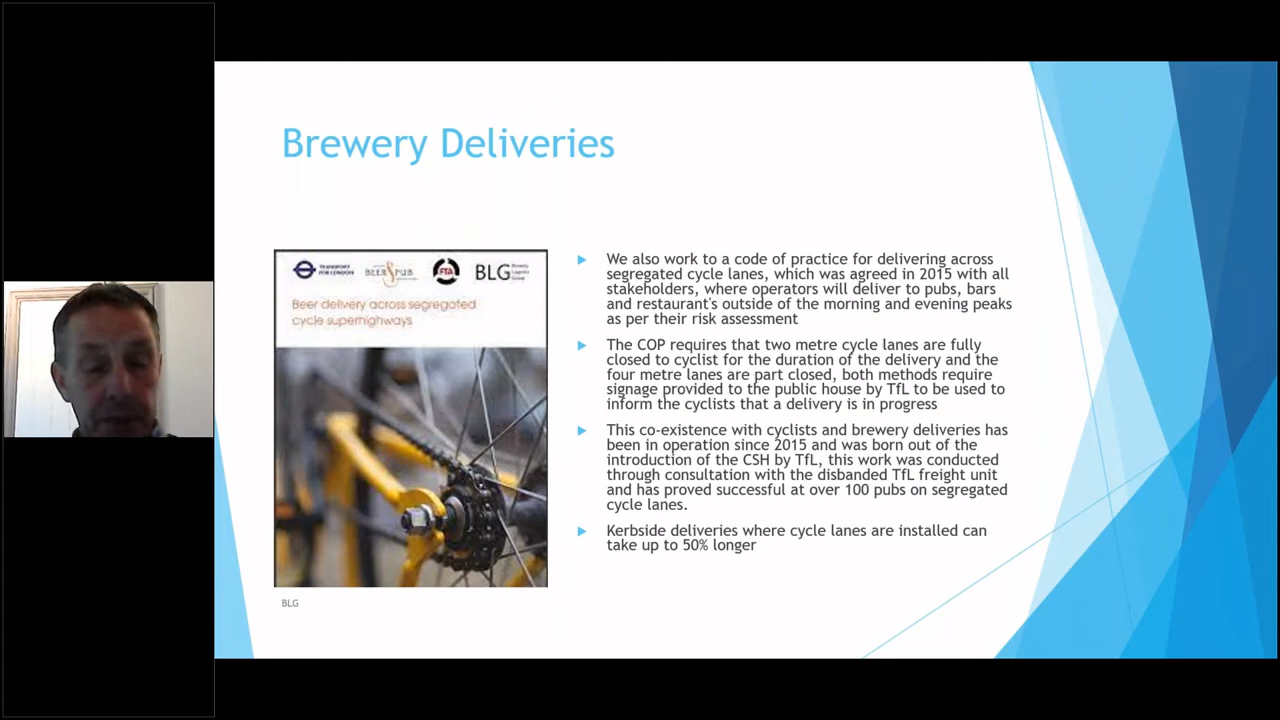 Brewery Deliveries
TRANSPORT
FOR LONDON
BEER PUB
FTA
BLG Brewery
Logistics
Group
Beer delivery across segregated
cycle superhighways
We also work to a code of practice for delivering across
segregated cycle lanes, which was agreed in 2015 with all
stakeholders, where operators will deliver to pubs, bars
and restaurant's outside of the morning and evening peaks
as per their risk assessment
The COP requires that two metre cycle lanes are fully
closed to cyclist for the duration of the delivery and the
four metre lanes are part closed, both methods require
signage provided to the public house by TfL to be used to
inform the cyclists that a delivery is in progress
This co-existence with cyclists and brewery deliveries has
been in operation since 2015 and was born out of the
introduction of the CSH by TfL, this work was conducted
through consultation with the disbanded TfL freight unit
and has proved successful at over 100 pubs on segregated
cycle lanes.
Kerbside deliveries where cycle lanes are installed can
take up to 50% longer
BLG